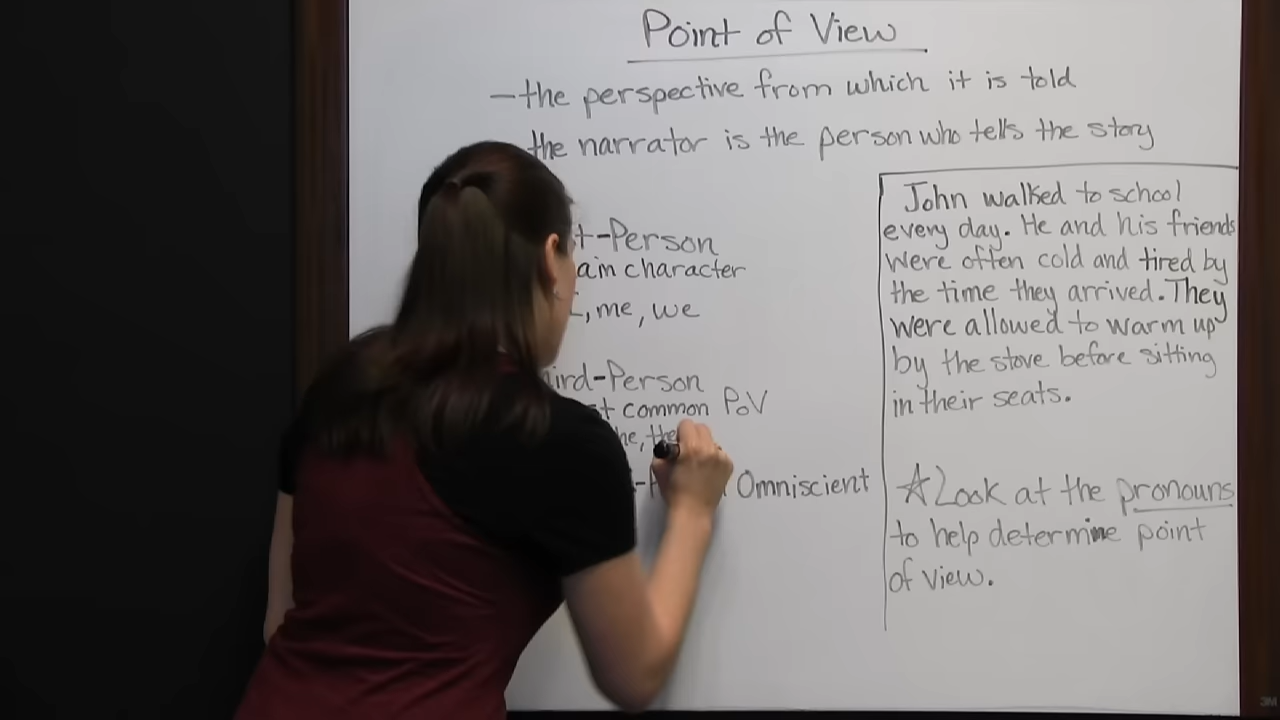 Point of View
-the perspective from which it is told
the narrator is the person who tells the story
t-Person
ain character
, me, we
ird-Person
t common PoV
he, the
Omniscient
John walked to school
every day. He and his friends
were often cold and tired by
the time they arrived. They
were allowed to warm up
by the stove before sitting
in their seats.
☆Look at the pronouns
to help determine point
of view.
3M